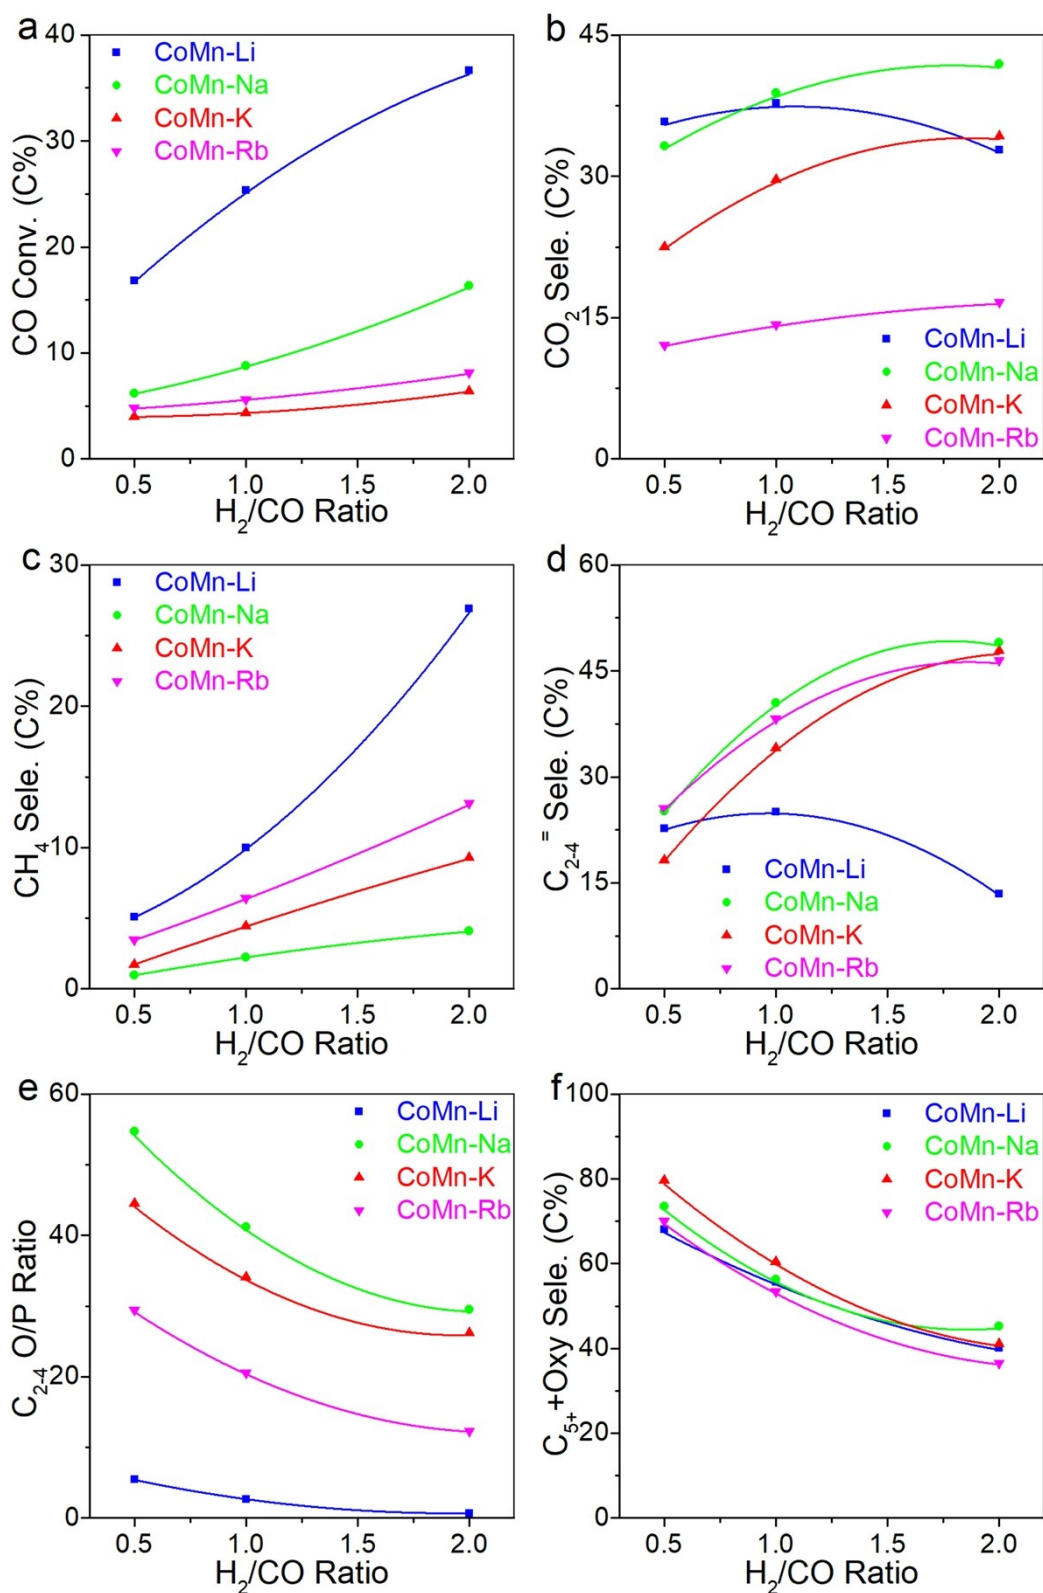 a
CO Conv. (C%)
40
30
20
10
0
CoMn-Li
CoMn-Na
CoMn-K
CoMn-Rb
0.5 1.0 1.5 2.0
H2/CO Ratio
b
CO2 Sele. (C%)
45
30
15
0
CoMn-Li
CoMn-Na
CoMn-K
CoMn-Rb
0.5 1.0 1.5 2.0
H2/CO Ratio
c
CH4 Sele. (C%)
30
20
10
0
CoMn-Li
CoMn-Na
CoMn-K
CoMn-Rb
0.5 1.0 1.5 2.0
H2/CO Ratio
d
C2-4= Sele. (C%)
60
45
30
15
0
CoMn-Li
CoMn-Na
CoMn-K
CoMn-Rb
0.5 1.0 1.5 2.0
H2/CO Ratio
e
C2-4 O/P Ratio
60
40
20
0
CoMn-Li
CoMn-Na
CoMn-K
CoMn-Rb
0.5 1.0 1.5 2.0
H2/CO Ratio
f
C5++Oxy Sele. (C%)
100
80
60
40
20
0
CoMn-Li
CoMn-Na
CoMn-K
CoMn-Rb
0.5 1.0 1.5 2.0
H2/CO Ratio